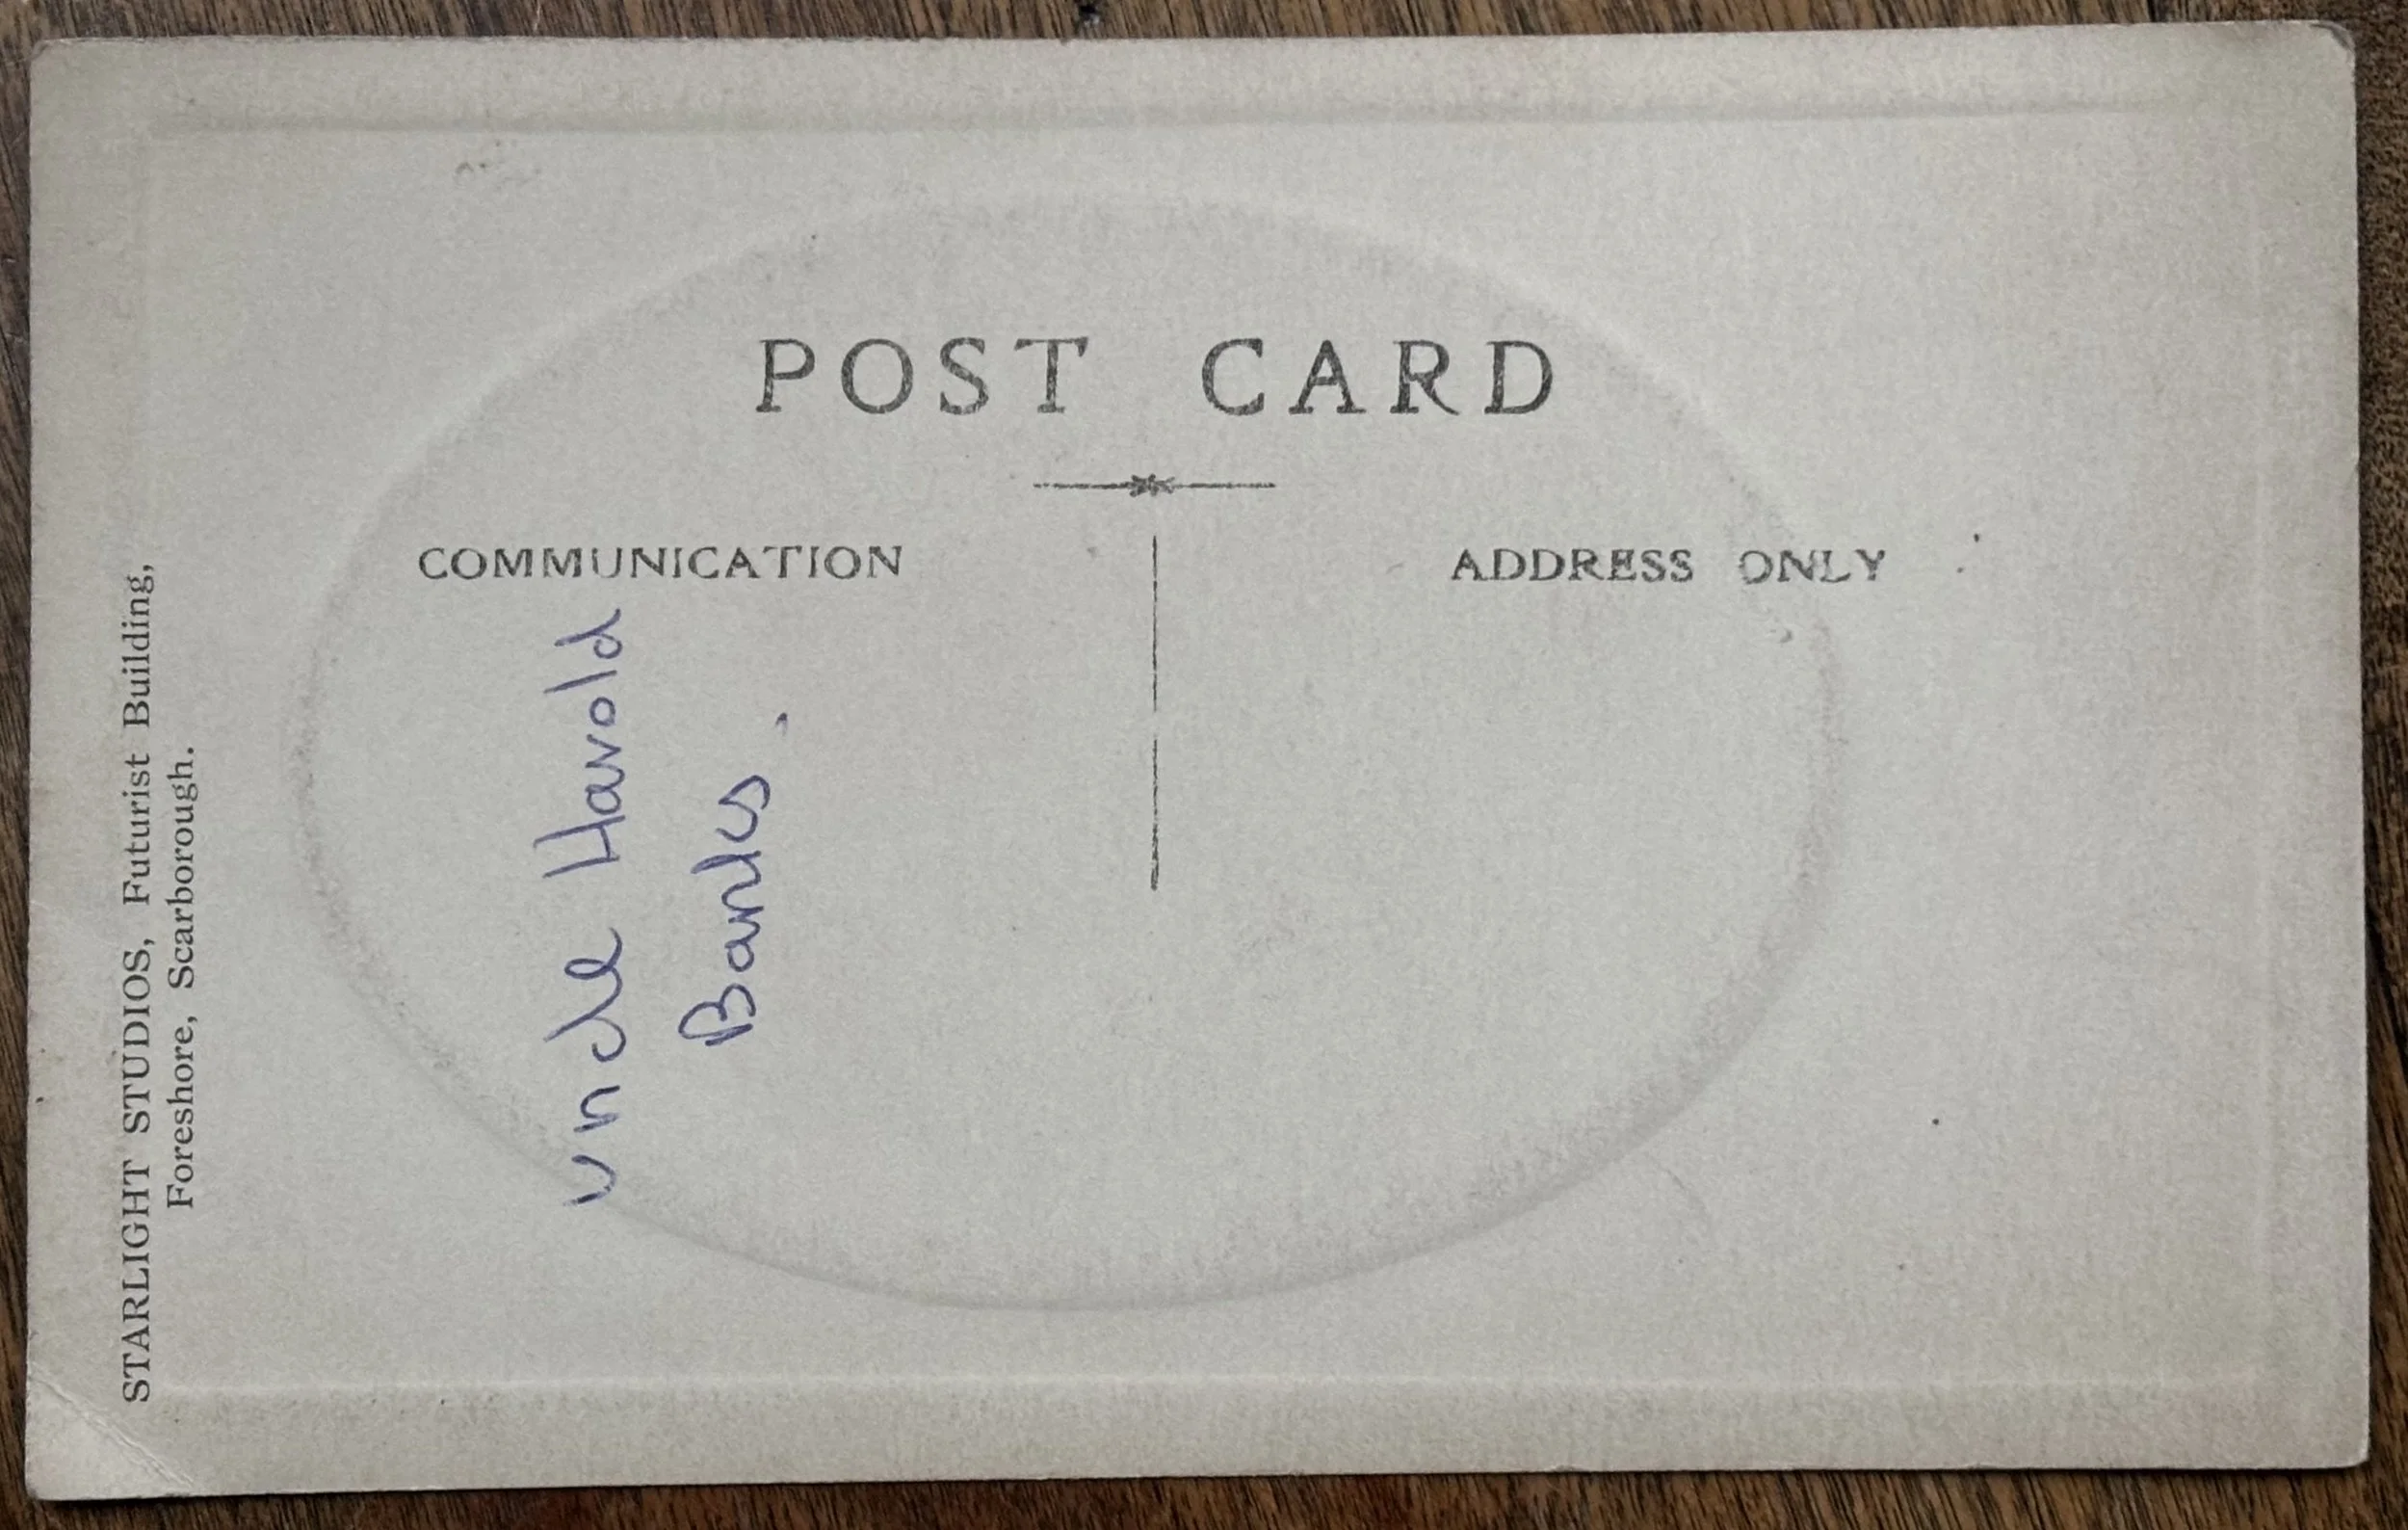 POST CARD
COMMUNICATION
ADDRESS ONLY
Uncle Harold
Banks.
STARLIGHT STUDIOS, Futurist Building,
Foreshore, Scarborough.